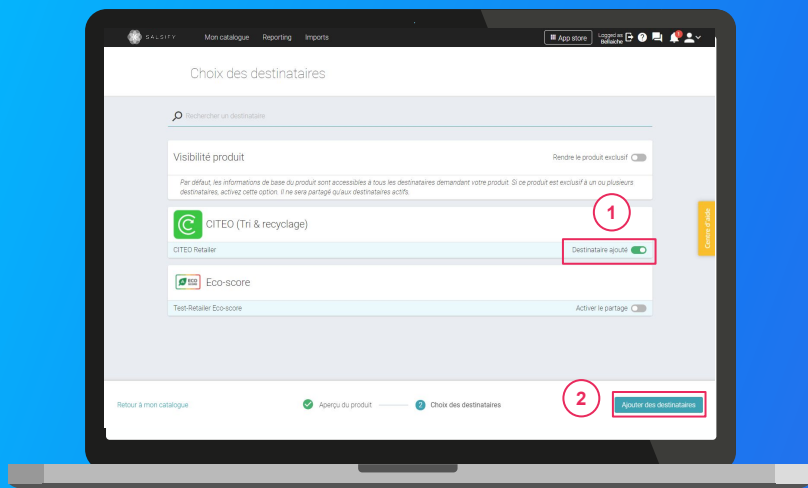 SALSIFY Mon catalogue Reporting Imports App store Logged as
Bellaiche
1
Choix des destinataires
Rechercher un destinataire
Visibilité produit Rendre le produit exclusif
Par défaut, les informations de base du produit sont accessibles à tous les destinataires demandant votre produit. Si ce produit est exclusif à un ou plusieurs
destinataires, activez cette option. Il ne sera partagé qu'aux destinataires actifs.
1
Centre d'aide
CITEO (Tri & recyclage)
CITEO Retailer Destinataire ajouté
ECO
Eco-score
Test-Retailer Eco-score Activer le partage
2
Retour à mon catalogue Aperçu du produit 2 Choix des destinataires Ajouter des destinataires